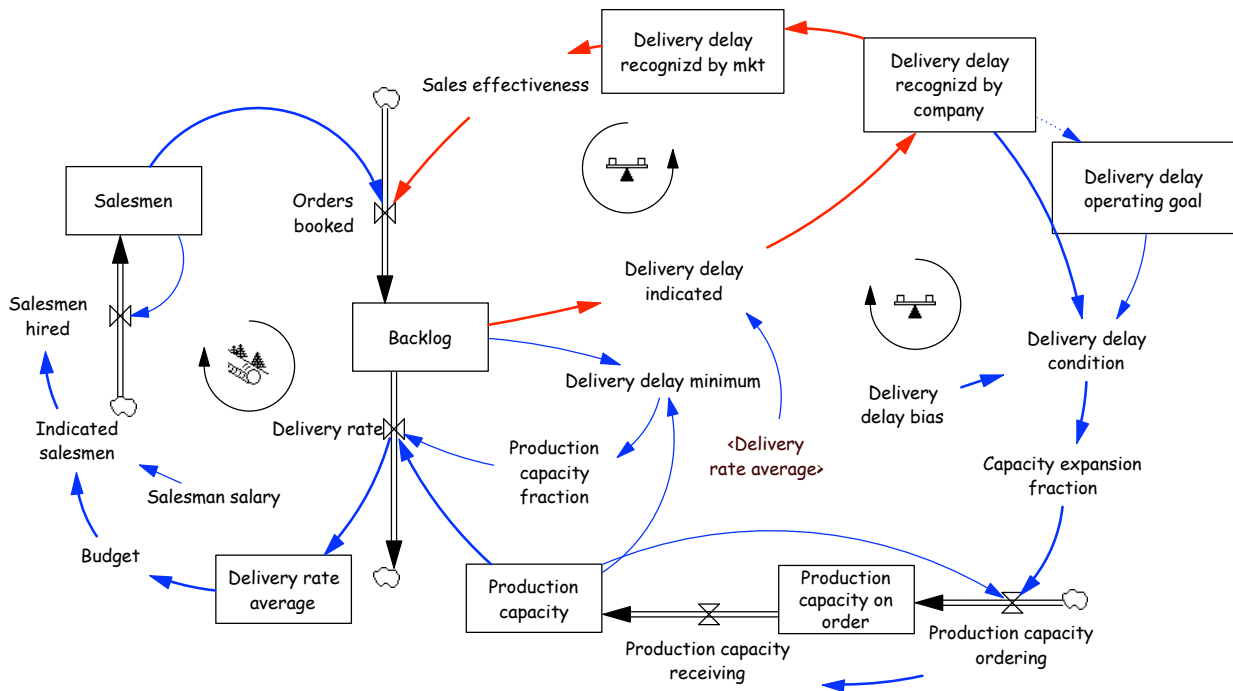 Delivery delay
recognizd by mkt
Delivery delay
recognizd by
company
Sales effectiveness
Salesmen
Orders
booked
Delivery delay
operating goal
Delivery delay
indicated
Salesmen
hired
Backlog
Delivery delay
condition
Delivery delay minimum
Delivery
delay bias
Indicated
salesmen
Delivery rate
Production
capacity
fraction
<Delivery
rate average>
Capacity expansion
fraction
Salesman salary
Budget
Delivery rate
average
Production
capacity
Production
capacity on
order
Production capacity
receiving
Production capacity
ordering